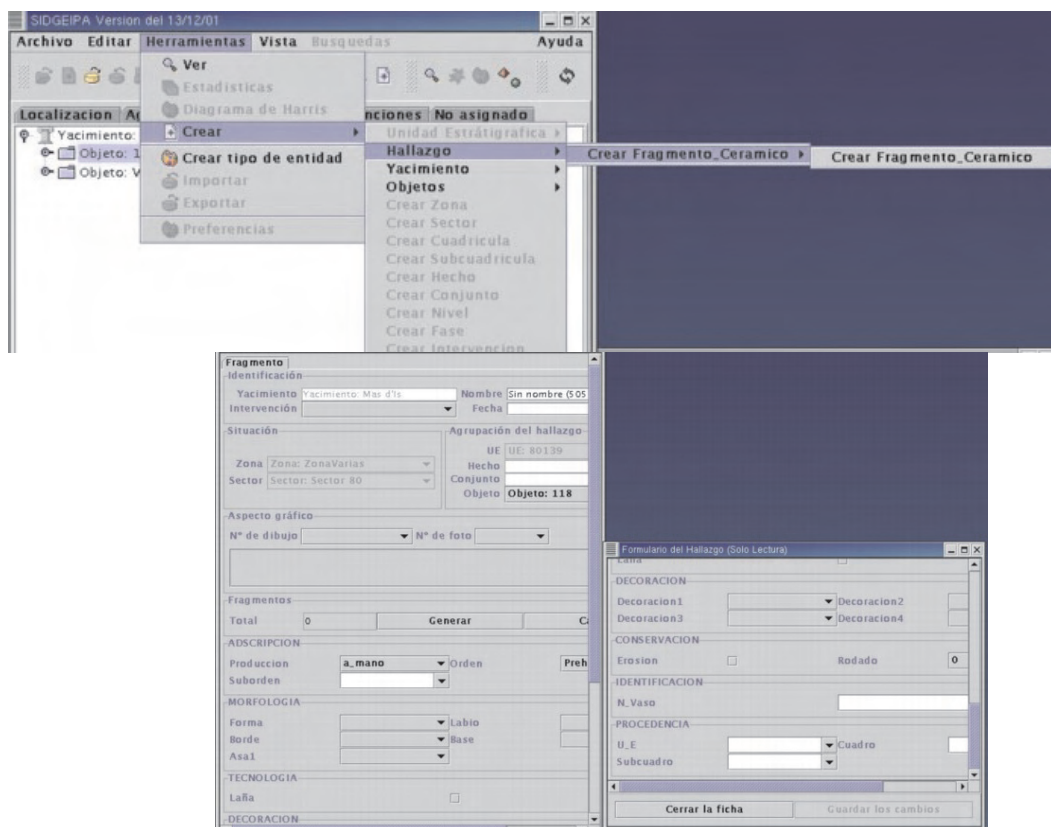 SIDGEIPA Version del 13/12/01
Archivo Editar Herramientas Vista Busquedas Ayuda
Ver
Estadisticas
Diagrama de Harris
Crear
Crear tipo de entidad
Importar
Exportar
Preferencias
Localizacion No asignado
Yacimiento:
Objeto: 1
Objeto: V
Unidad Estrátigrafica
Hallazgo
Yacimiento
Objetos
Crear Zona
Crear Sector
Crear Cuadricula
Crear Subcuadricula
Crear Hecho
Crear Conjunto
Crear Nivel
Crear Fase
Crear Intervencion
Crear Fragmento_Ceramico
Crear Fragmento_Ceramico
Fragmento
Identificación
Yacimiento Yacimiento: Mas d'Is Nombre Sin nombre (505
Intervención Fecha
Situación Agrupación del hallazgo
UE UE: 80139
Zona Zona: ZonaVarias Hecho
Sector Sector: Sector 80 Conjunto
Objeto Objeto: 118
Aspecto gráfico
Nº de dibujo Nº de foto
Fragmentos
Total 0 Generar
ADSCRIPCION
Produccion a_mano Orden Preh
Suborden
MORFOLOGIA
Forma Labio
Borde Base
Asa1
TECNOLOGIA
Laña
DECORACION
Formulario del Hallazgo (Solo Lectura)
DECORACION
Decoracion1 Decoracion2
Decoracion3 Decoracion4
CONSERVACION
Erosion Rodado 0
IDENTIFICACION
N_Vaso
PROCEDENCIA
U_E Cuadro
Subcuadro
Cerrar la ficha Guardar los cambios